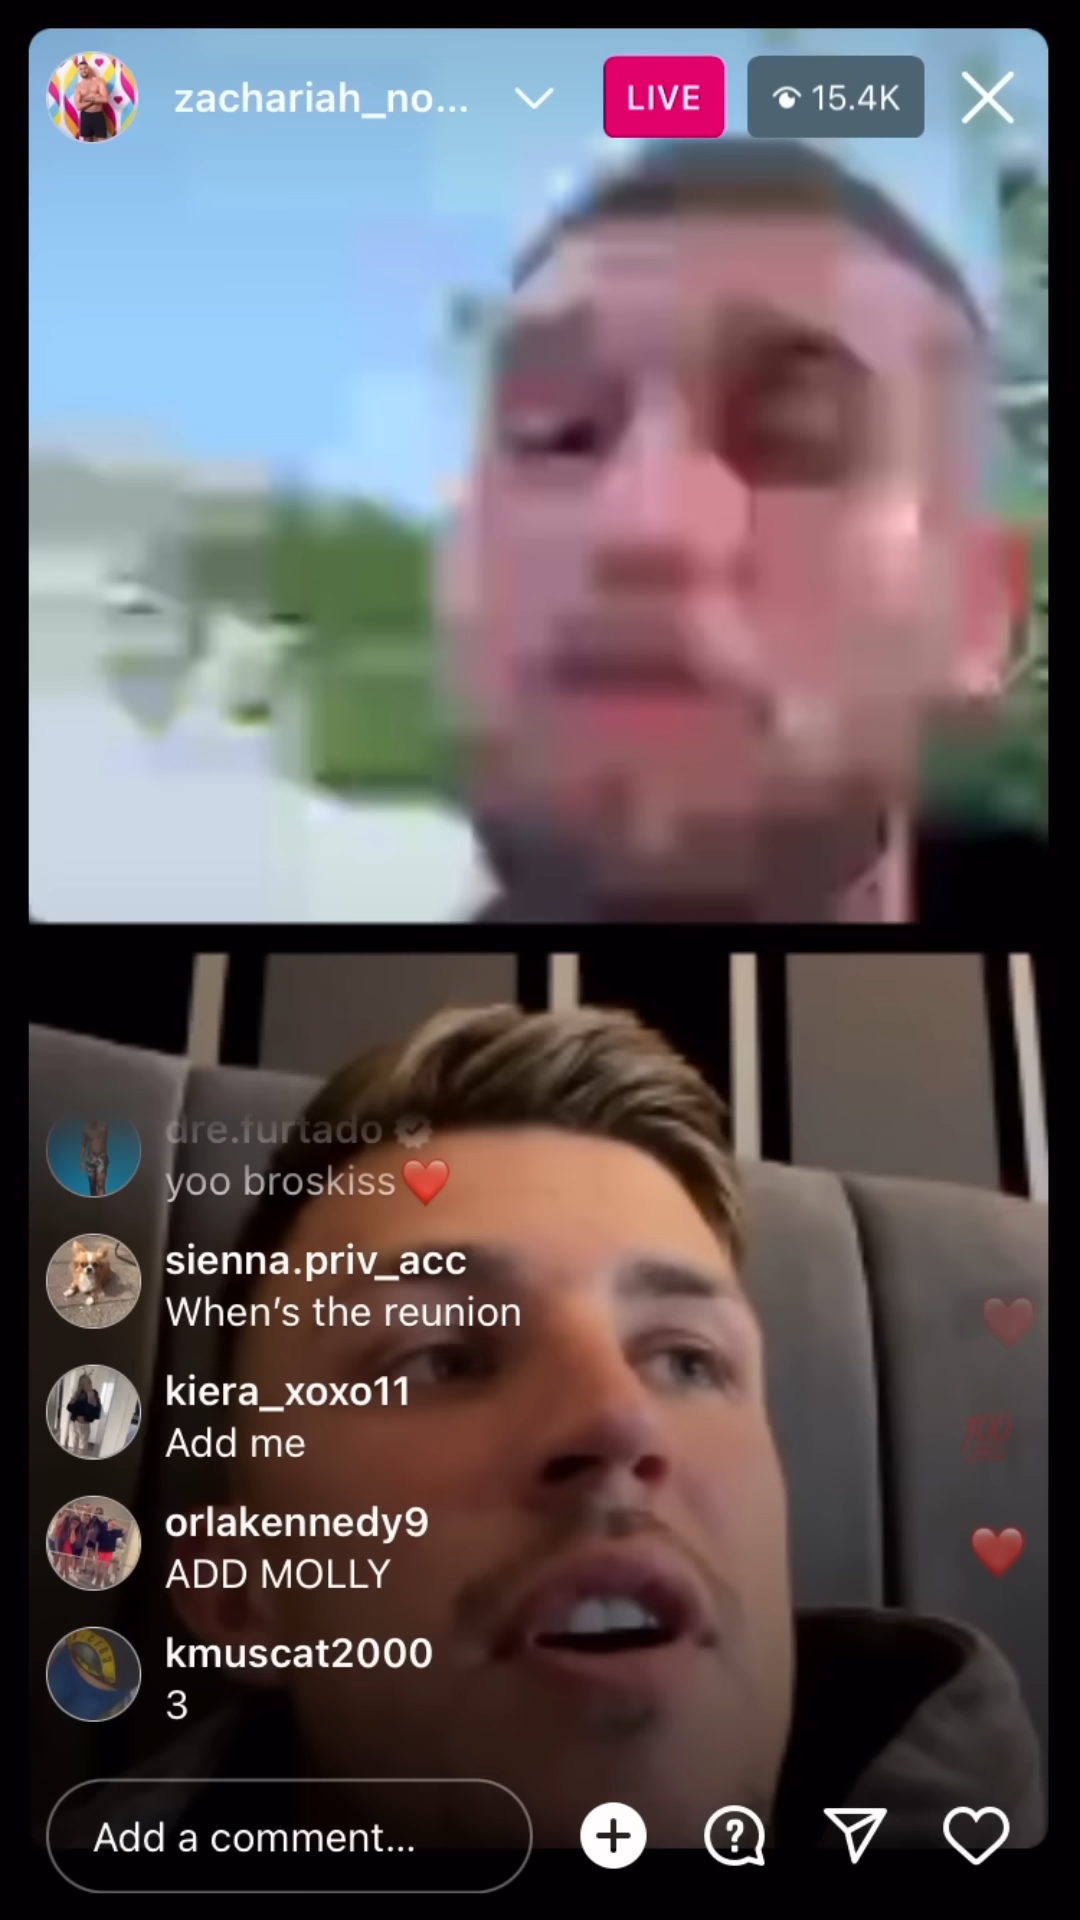 zachariah_no...
LIVE
15.4K
dre.furtado
yoo broskiss❤️
sienna.priv_acc
When's the reunion
kiera_xoxo11
Add me
💯
orlakennedy9
ADD MOLLY
kmuscat2000
3
Add a comment...
?